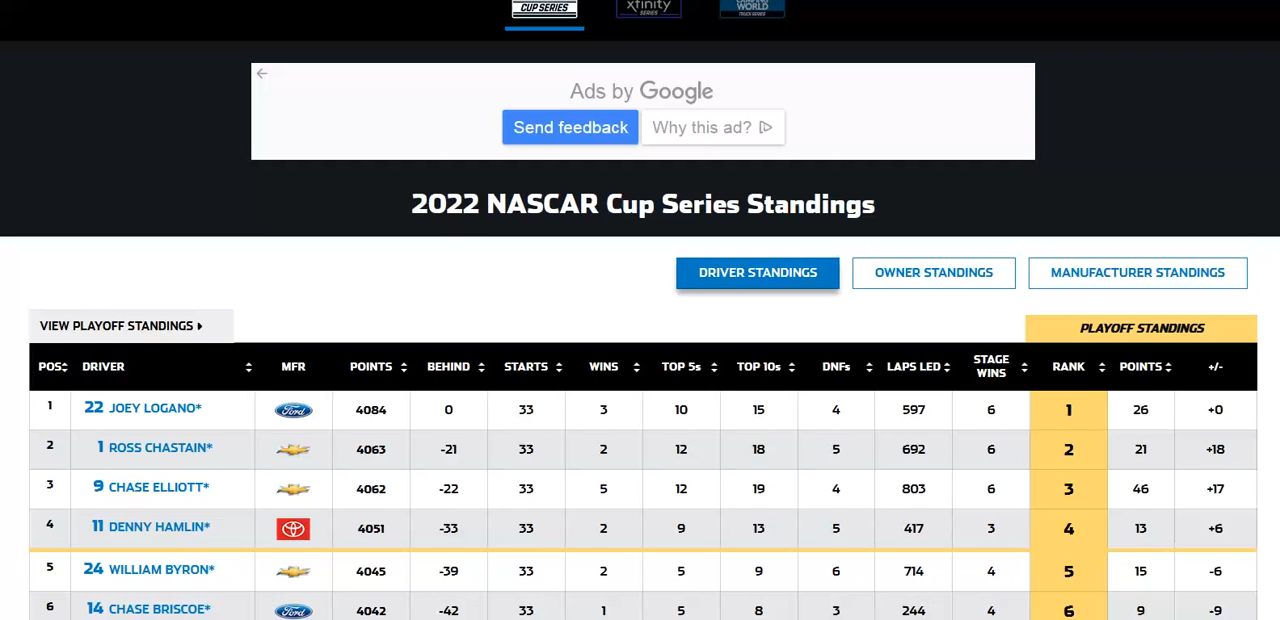 CUP SERIES
xfinity
SERIES
WORLD
TRUCK SERIES
Ads by Google
Send feedback
Why this ad?
2022 NASCAR Cup Series Standings
DRIVER STANDINGS OWNER STANDINGS MANUFACTURER STANDINGS
VIEW PLAYOFF STANDINGS PLAYOFF STANDINGS
POS DRIVER MFR POINTS BEHIND STARTS WINS TOP 5s TOP 10s DNFs LAPS LED STAGE WINS RANK POINTS +/-
1 22 JOEY LOGANO* Ford 4084 0 33 3 10 15 4 597 6 1 26 +0
2 1 ROSS CHASTAIN* 4063 -21 33 2 12 18 5 692 6 2 21 +18
3 9 CHASE ELLIOTT* 4062 -22 33 5 12 19 4 803 6 3 46 +17
4 11 DENNY HAMLIN* 4051 -33 33 2 9 13 5 417 3 4 13 +6
5 24 WILLIAM BYRON* 4045 -39 33 2 5 9 6 714 4 5 15 -6
6 14 CHASE BRISCOE* Ford 4042 -42 33 1 5 8 3 244 4 6 9 -9